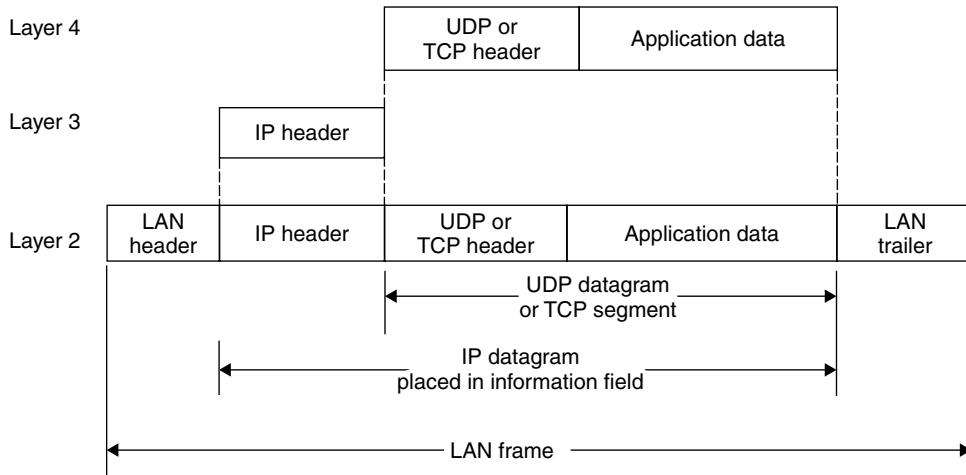 Layer 4
UDP or
TCP header
Application data
Layer 3
IP header
Layer 2
LAN
header
IP header
UDP or
TCP header
Application data
LAN
trailer
UDP datagram
or TCP segment
IP datagram
placed in information field
LAN frame